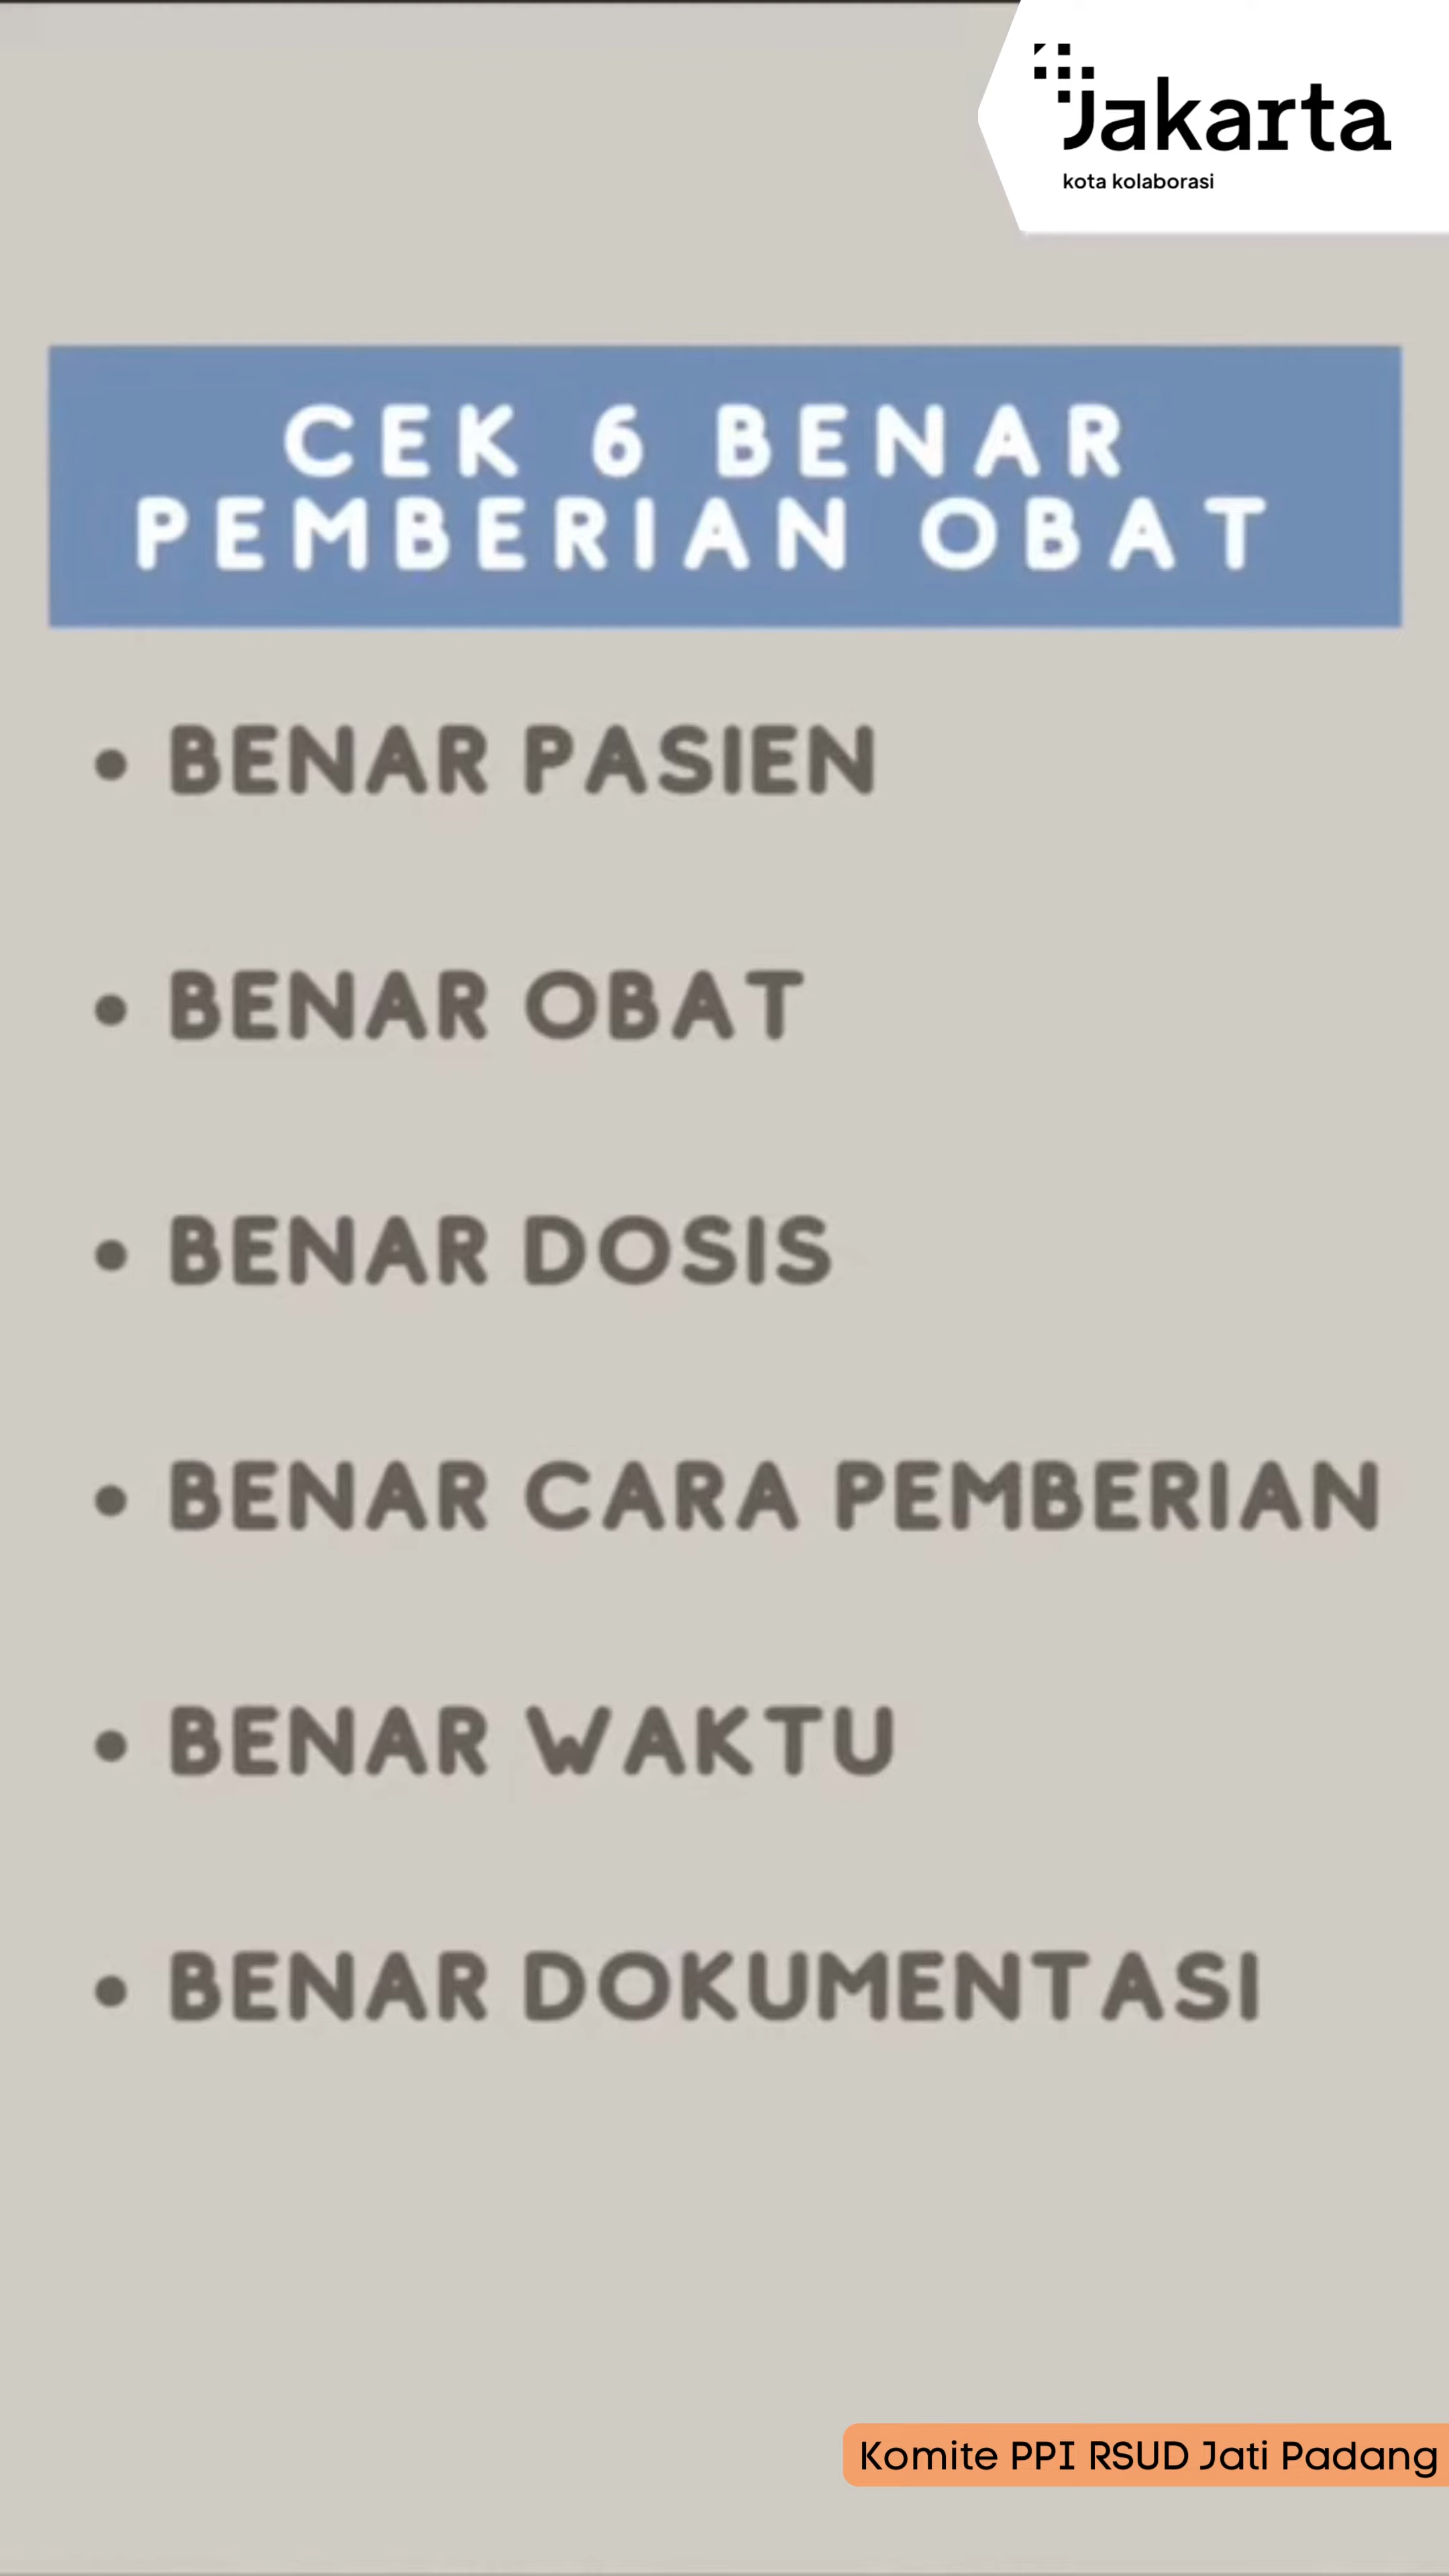 Jakarta
kota kolaborasi
CEK 6 BENAR
PEMBERIAN OBAT
• BENAR PASIEN
• BENAR OBAT
• BENAR DOSIS
• BENAR CARA PEMBERIAN
• BENAR WAKTU
• BENAR DOKUMENTASI
Komite PPI RSUD Jati Padang